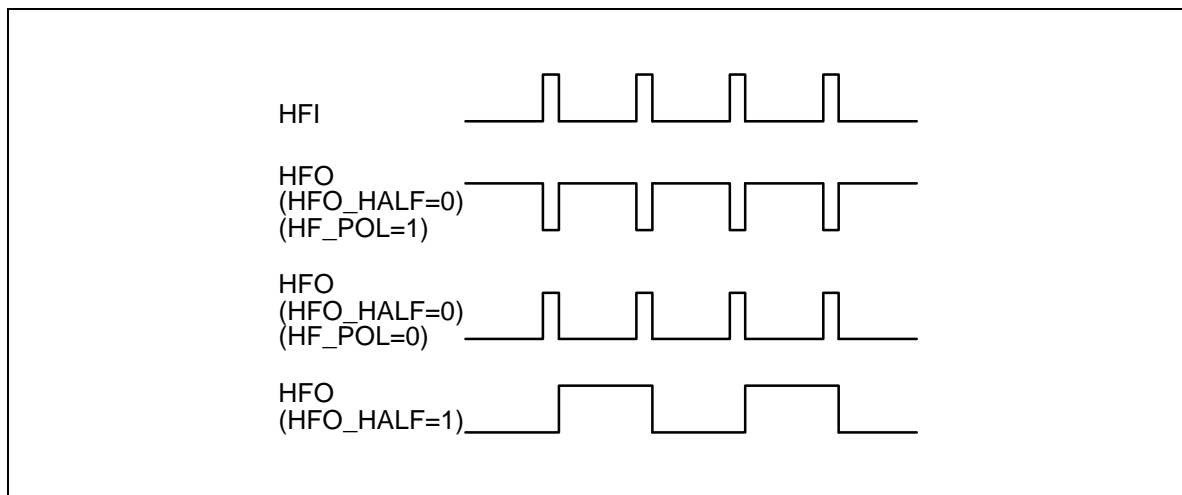 HFI
HFO
(HFO_HALF=0)
(HF_POL=1)
HFO
(HFO_HALF=0)
(HF_POL=0)
HFO
(HFO_HALF=1)